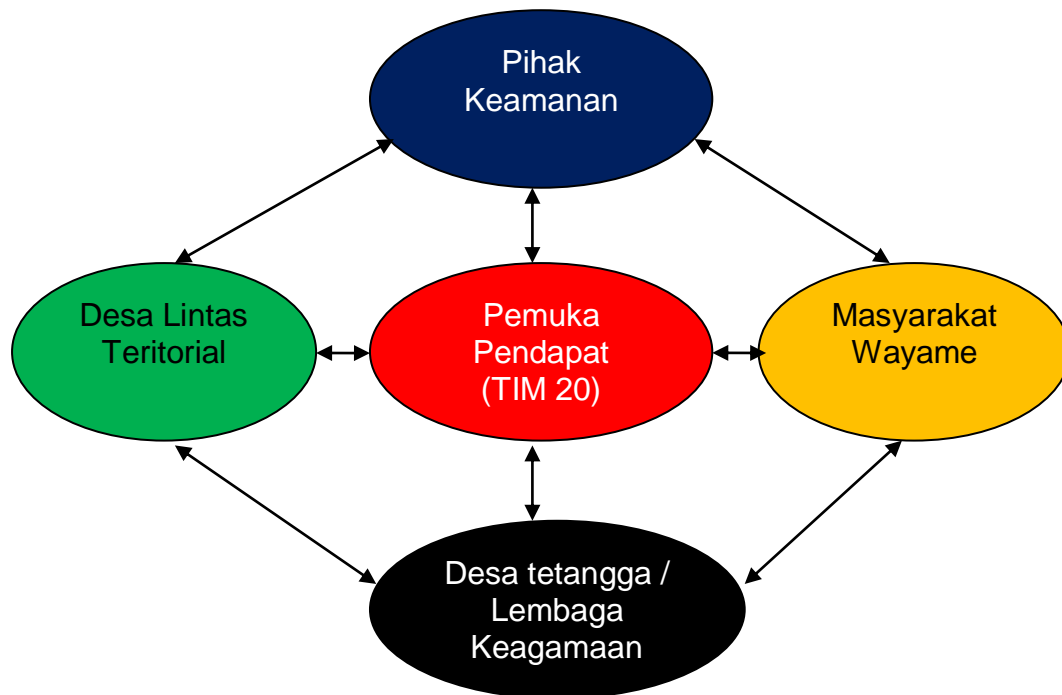 Pihak
Keamanan
Desa Lintas
Teritorial
Pemuka
Pendapat
(TIM 20)
Masyarakat
Wayame
Desa tetangga /
Lembaga
Keagamaan